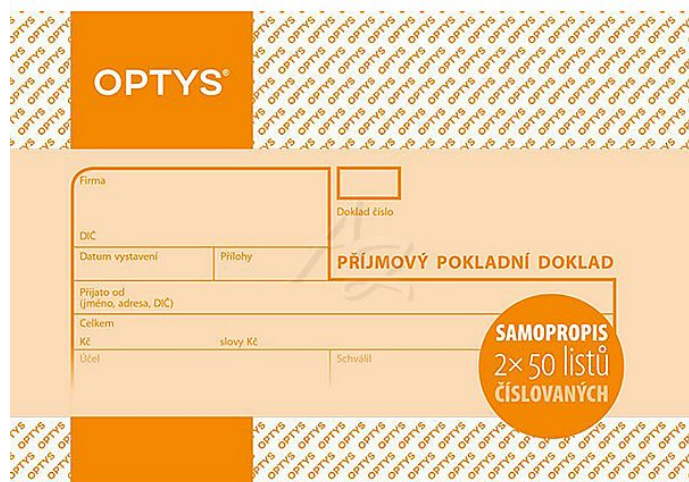 OPTYS®
Firma
Doklad číslo
DIČ
Datum vystavení Přílohy
PŘÍJMOVÝ POKLADNÍ DOKLAD
Přijato od
(jméno, adresa, DIČ)
Celkem
Kč slovy Kč
Účel Schválil
SAMOPROPIS
2× 50 listů
ČÍSLOVANÝCH